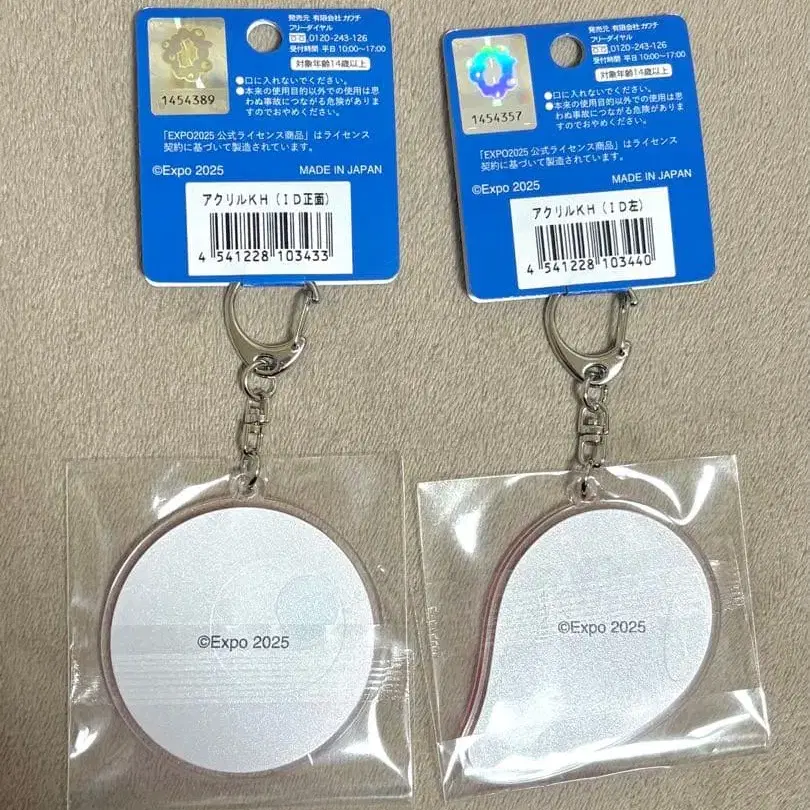 発売元 有限会社 カワチ
フリーダイヤル
0120-243-126
受付時間 平日 10:00〜17:00
対象年齢14歳以上
1454389
●口に入れないでください。
●本来の使用目的以外での使用は思
わぬ事故につながる危険がありま
すのでおやめください。
「EXPO2025 公式ライセンス商品」はライセンス
契約に基づいて製造されています。
©Expo 2025
MADE IN JAPAN
アクリルKH（ID正面）
4 541228 103433
©Expo 2025
発売元 有限会社 カワチ
フリーダイヤル
0120-243-126
受付時間 平日 10:00〜17:00
対象年齢14歳以上
1454357
●口に入れないでください。
●本来の使用目的以外での使用は思
わぬ事故につながる危険がありま
すのでおやめください。
「EXPO2025 公式ライセンス商品」はライセンス
契約に基づいて製造されています。
©Expo 2025
MADE IN JAPAN
アクリルKH（ID左）
4 541228 103440
©Expo 2025